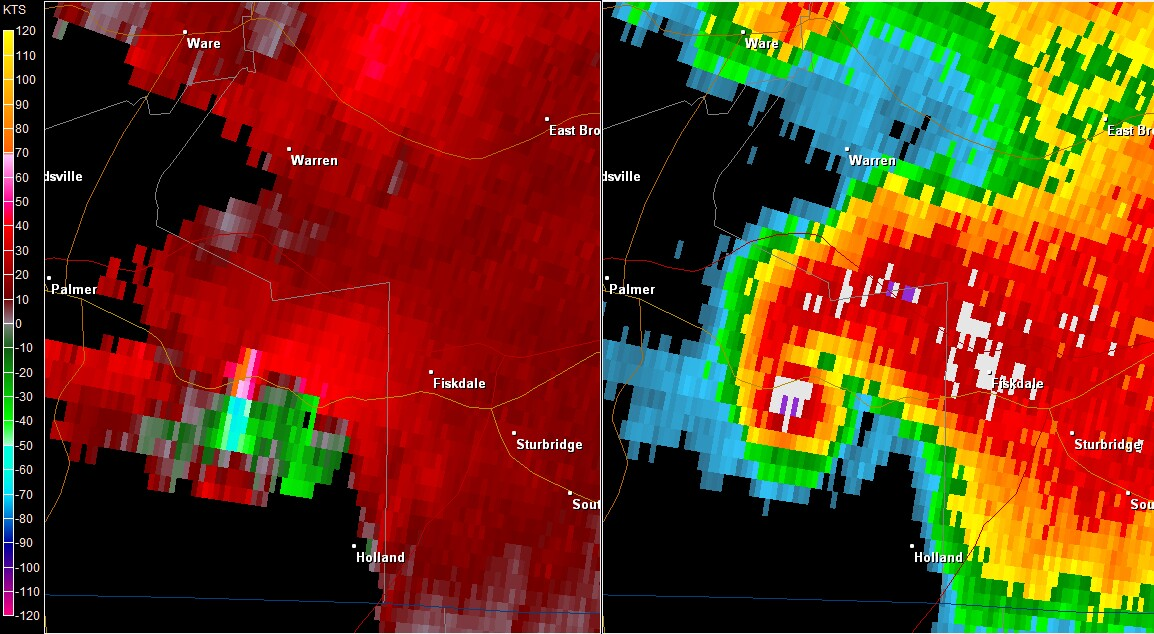 KTS
120
110
100
90
80
70
60
50
40
30
20
10
0
-10
-20
-30
-40
-50
-60
-70
-80
-90
-100
-110
-120
Ware
East Bro
Warren
dsville
Palmer
Fiskdale
Sturbridge
Sout
Holland
Ware
East Br
Warren
dsville
Palmer
Fiskdale
Sturbridge
Sou
Holland